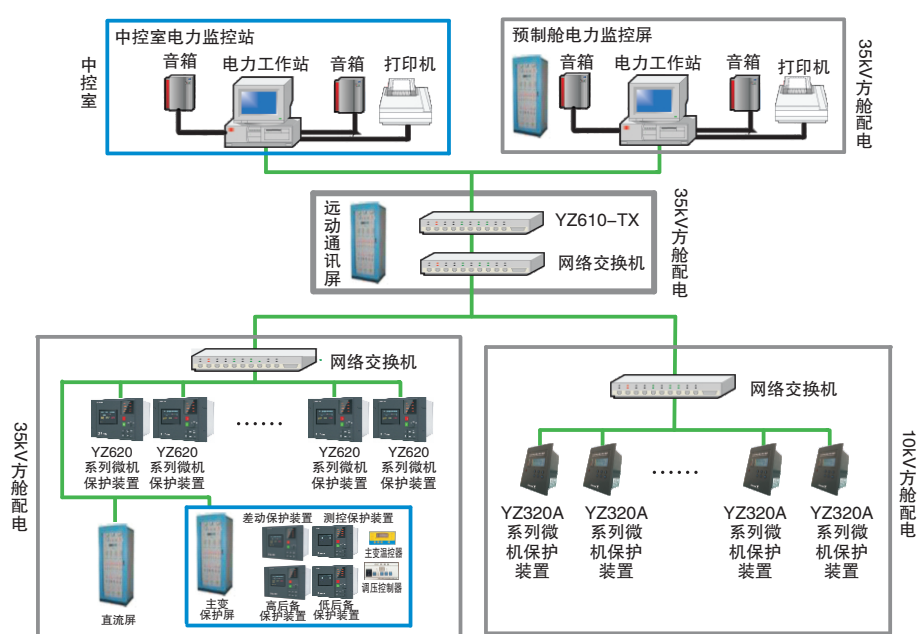 中控室
中控室电力监控站
音箱
电力工作站
音箱
打印机
预制舱电力监控屏
音箱
电力工作站
音箱
打印机
35kV方舱配电
远动通讯屏
YZ610-TX
网络交换机
35kV方舱配电
35kV方舱配电
网络交换机
YZ620
系列微机
保护装置
YZ620
系列微机
保护装置
······
YZ620
系列微机
保护装置
YZ620
系列微机
保护装置
直流屏
主变
保护屏
差动保护装置
测控保护装置
主变温控器
高后备
保护装置
低后备
保护装置
调压控制器
网络交换机
YZ320A
系列微
机保护
装置
YZ320A
系列微
机保护
装置
······
YZ320A
系列微
机保护
装置
YZ320A
系列微
机保护
装置
10kV方舱配电